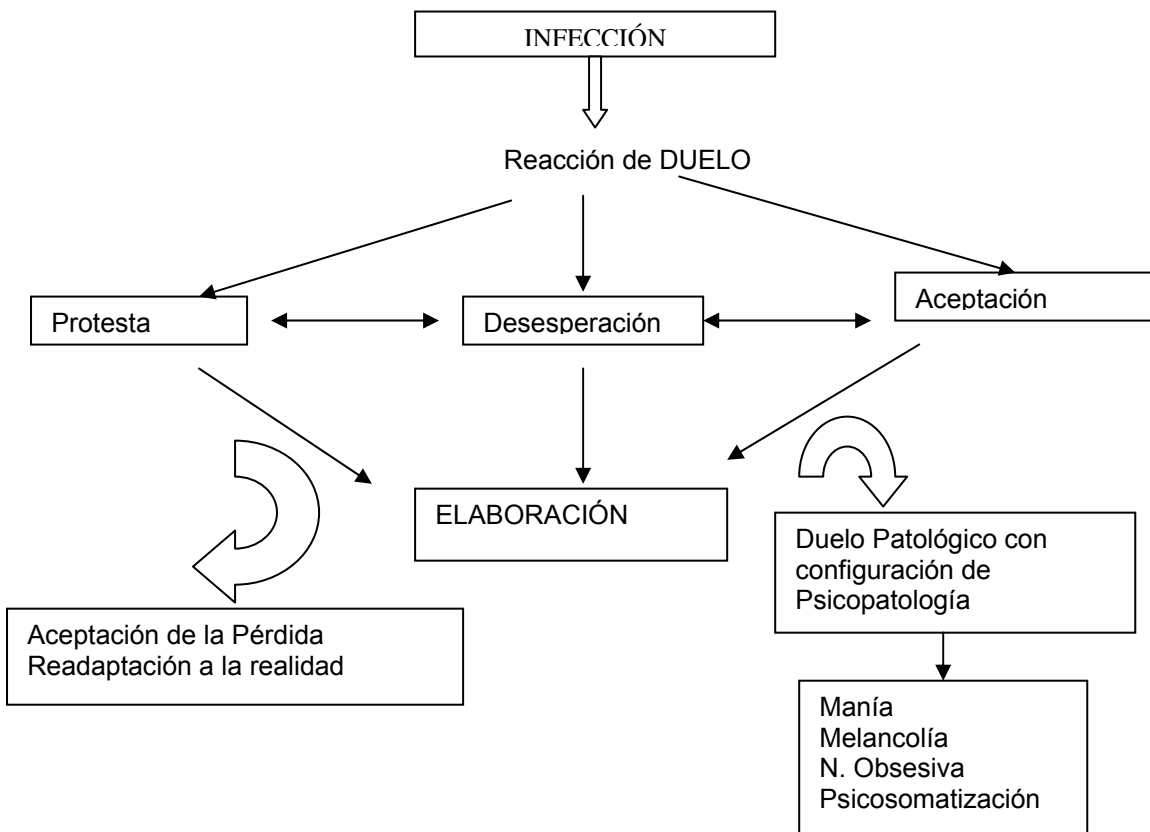 INFECCIÓN
Reacción de DUELO
Protesta
Desesperación
Aceptación
ELABORACIÓN
Duelo Patológico con
configuración de
Psicopatología
Aceptación de la Pérdida
Readaptación a la realidad
Manía
Melancolía
N. Obsesiva
Psicosomatización